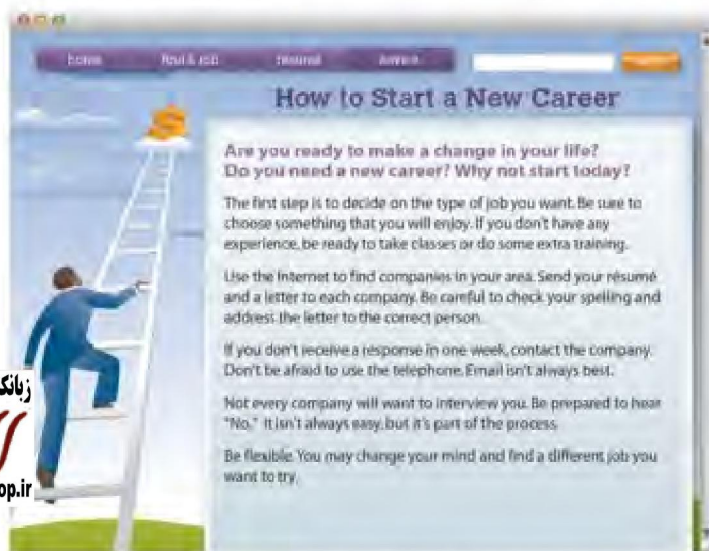 home find a job résumé
How to Start a New Career
Are you ready to make a change in your life?
Do you need a new career? Why not start today?
The first step is to decide on the type of job you want. Be sure to
choose something that you will enjoy. If you don't have any
experience, be ready to take classes or do some extra training.
Use the Internet to find companies in your area. Send your résumé
and a letter to each company. Be careful to check your spelling and
address the letter to the correct person.
If you don't receive a response in one week, contact the company.
Don't be afraid to use the telephone. Email isn't always best.
Not every company will want to interview you. Be prepared to hear
"No." It isn't always easy, but it's part of the process.
Be flexible. You may change your mind and find a different job you
want to try.
op.ir